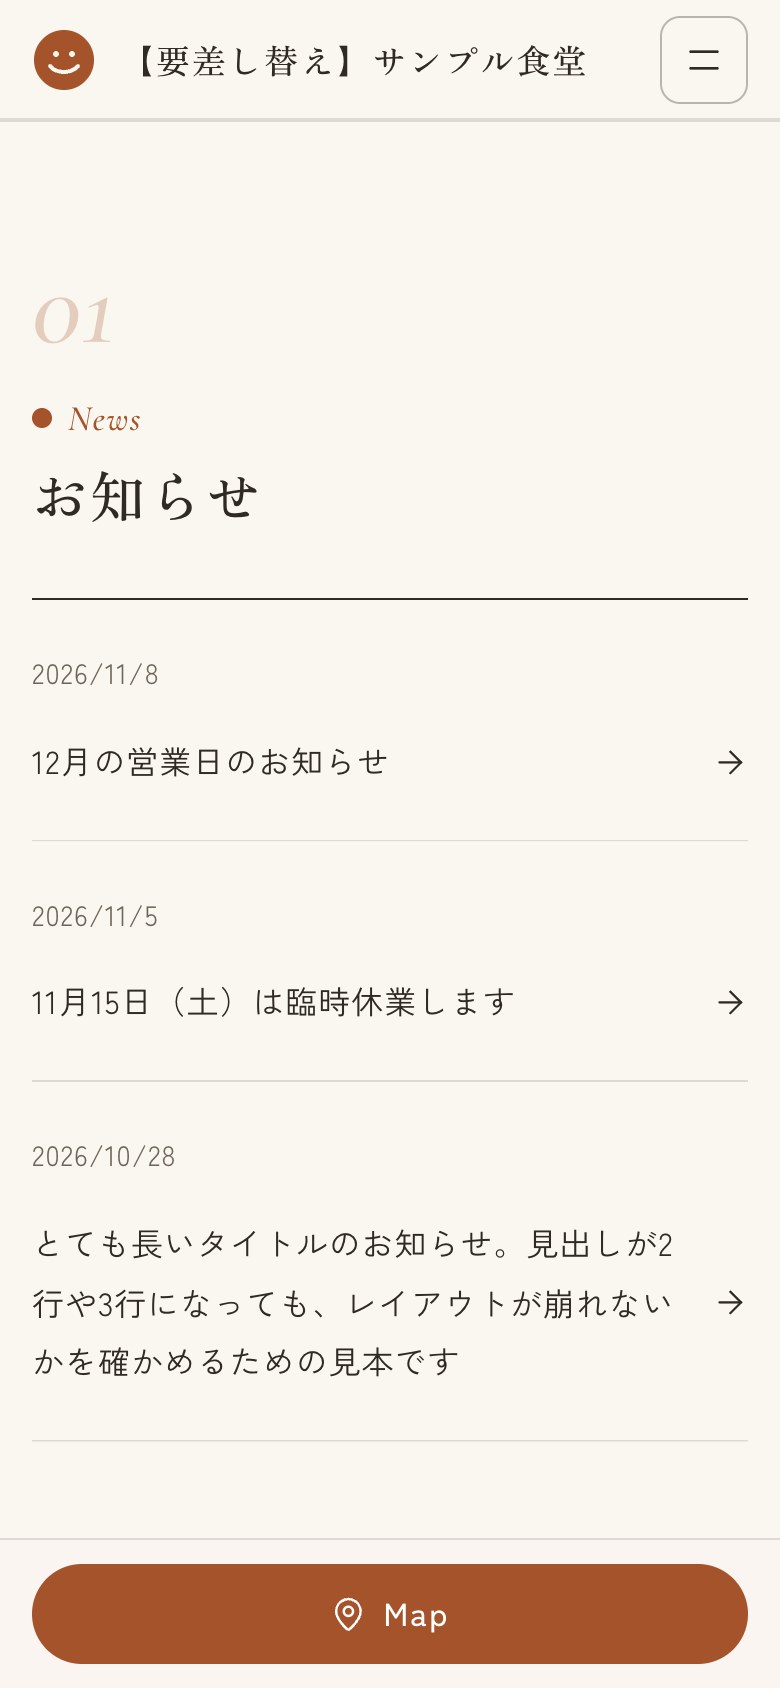 【要差し替え】サンプル食堂
01
News
お知らせ
2026/11/8
12月の営業日のお知らせ
2026/11/5
11月15日（土）は臨時休業します
2026/10/28
とても長いタイトルのお知らせ。見出しが2
行や3行になっても、レイアウトが崩れない
かを確かめるための見本です
Map